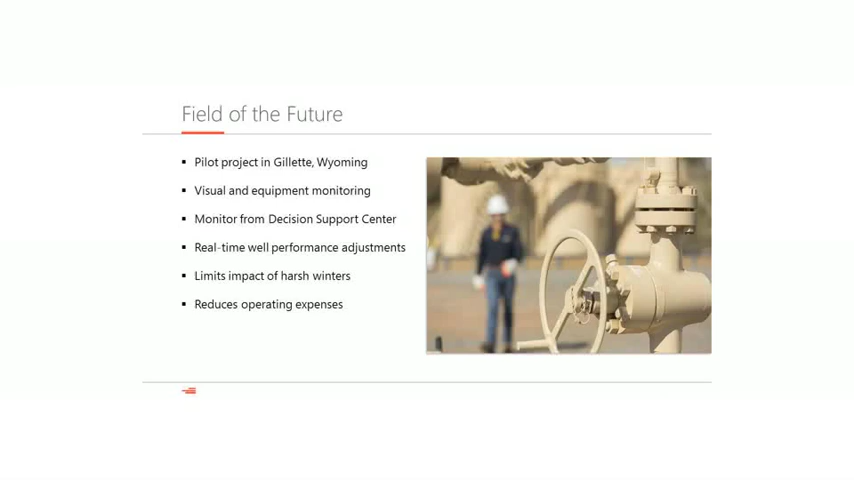 Field of the Future
Pilot project in Gillette, Wyoming
Visual and equipment monitoring
Monitor from Decision Support Center
Real-time well performance adjustments
Limits impact of harsh winters
Reduces operating expenses